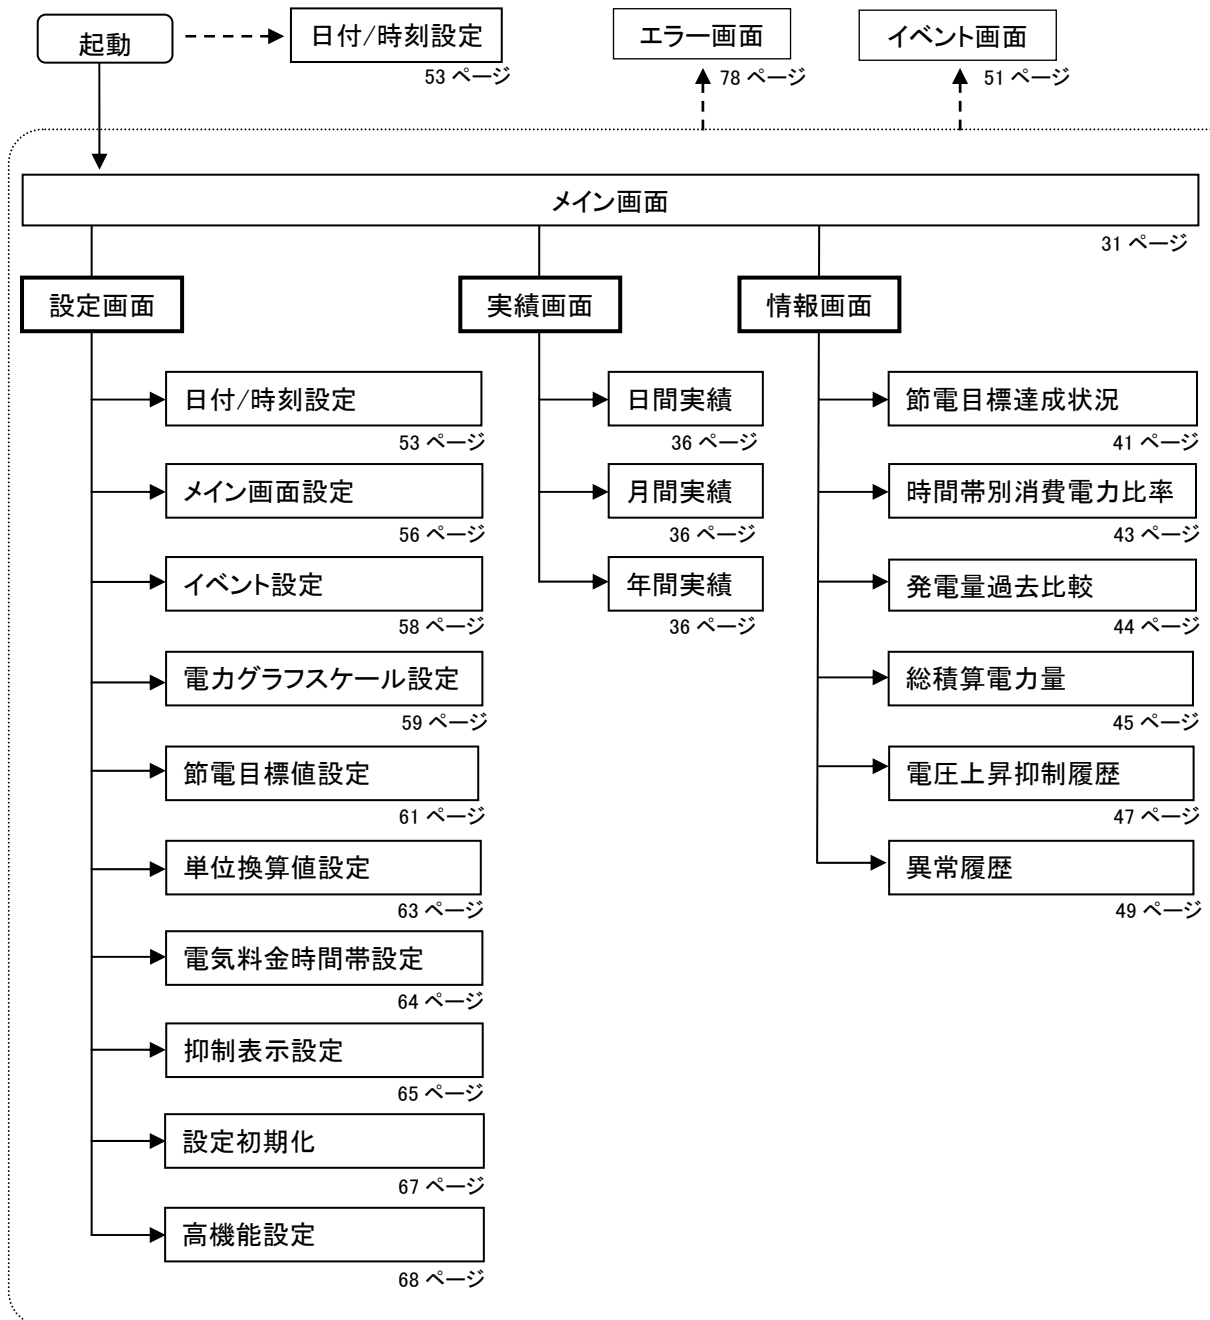 起動
日付/時刻設定
53 ページ
エラー画面
78 ページ
イベント画面
51 ページ
メイン画面
31 ページ
設定画面
日付/時刻設定
53 ページ
メイン画面設定
56 ページ
イベント設定
58 ページ
電力グラフスケール設定
59 ページ
節電目標値設定
61 ページ
単位換算値設定
63 ページ
電気料金時間帯設定
64 ページ
抑制表示設定
65 ページ
設定初期化
67 ページ
高機能設定
68 ページ
実績画面
日間実績
36 ページ
月間実績
36 ページ
年間実績
36 ページ
情報画面
節電目標達成状況
41 ページ
時間帯別消費電力比率
43 ページ
発電量過去比較
44 ページ
総積算電力量
45 ページ
電圧上昇抑制履歴
47 ページ
異常履歴
49 ページ